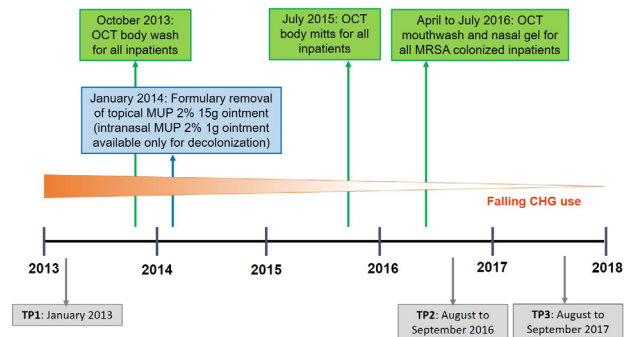 October 2013:
OCT body wash
for all inpatients
July 2015: OCT
body mitts for all
inpatients
April to July 2016: OCT
mouthwash and nasal gel for
all MRSA colonized inpatients
January 2014: Formulary removal
of topical MUP 2% 15g ointment
(intranasal MUP 2% 1g ointment
available only for decolonization)
Falling CHG use
2013
2014
2015
2016
2017
2018
TP1: January 2013
TP2: August to
September 2016
TP3: August to
September 2017